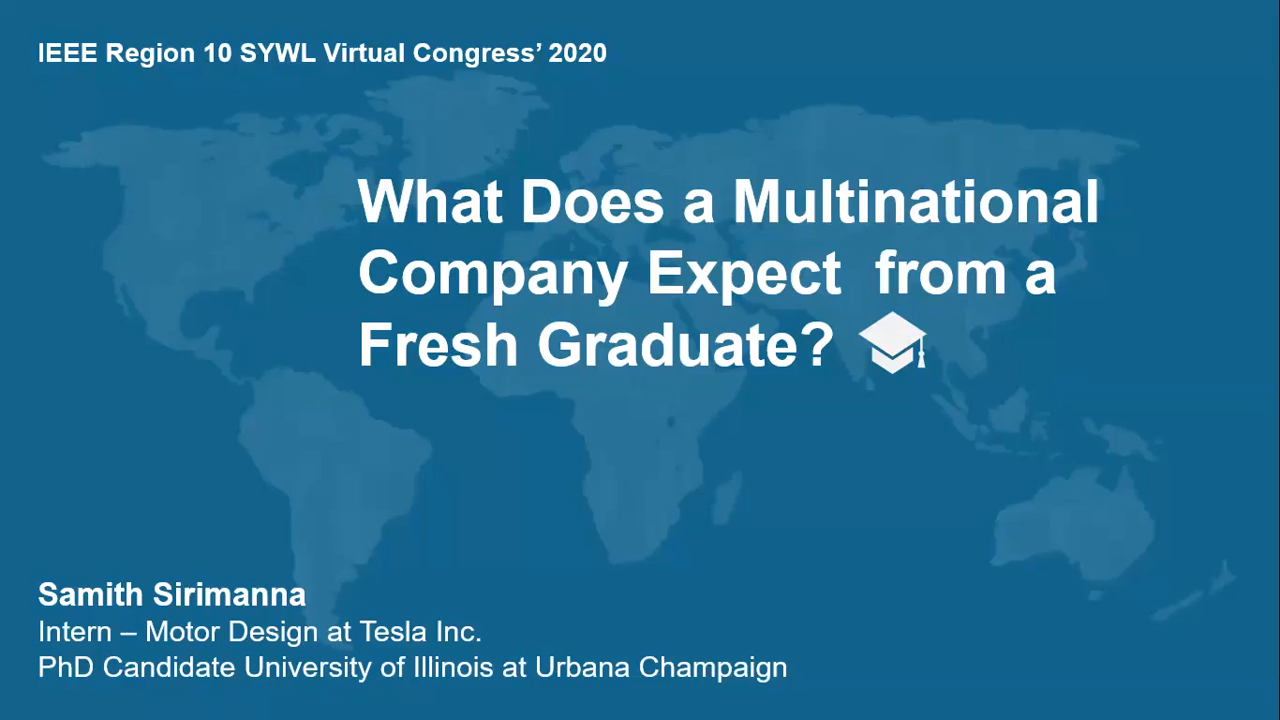 IEEE Region 10 SYWL Virtual Congress’ 2020
What Does a Multinational
Company Expect  from a
Fresh Graduate?
Samith Sirimanna
Intern – Motor Design at Tesla Inc.
PhD Candidate University of Illinois at Urbana Champaign